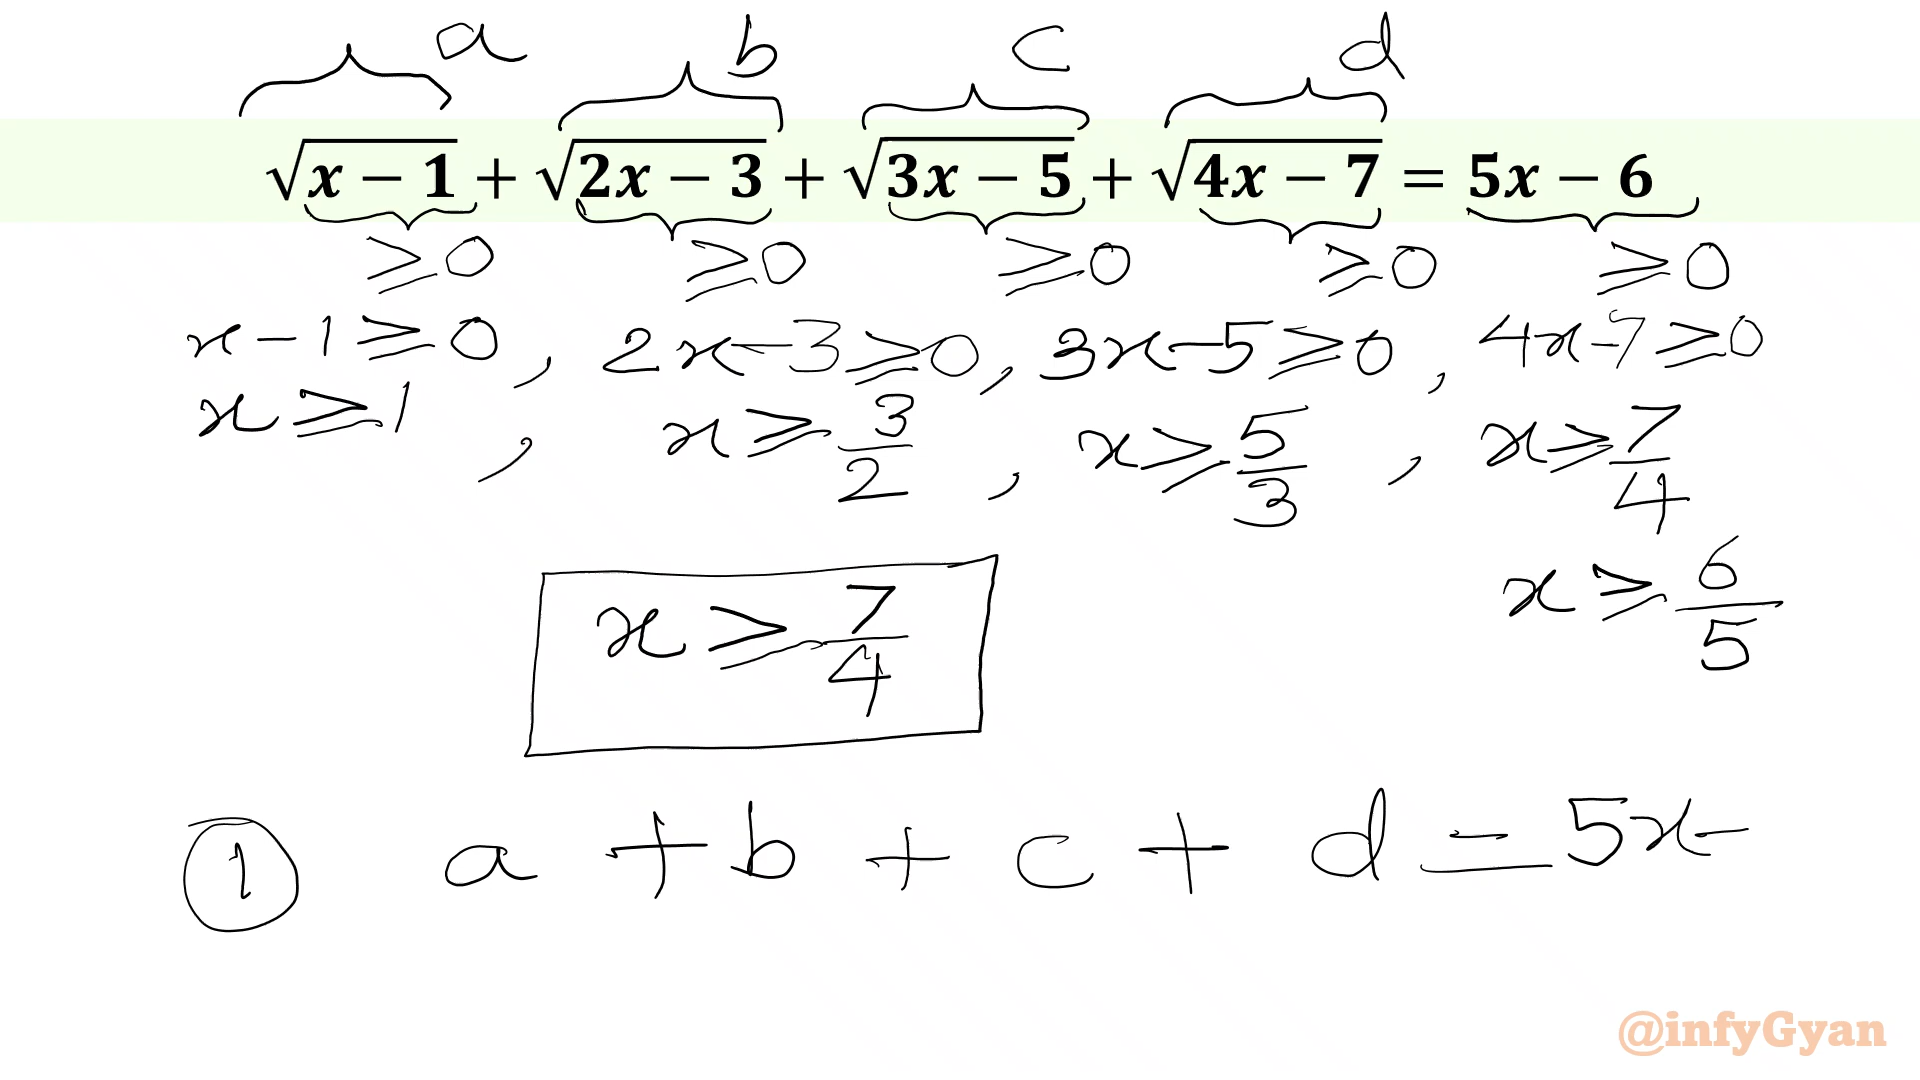 a b c d
√(x − 1) + √(2x − 3) + √(3x − 5) + √(4x − 7) = 5x − 6
≥0 ≥0 ≥0 ≥0 ≥0
x−1≥0, 2x−3≥0, 3x−5≥0, 4x−7≥0
x≥1, x≥3/2, x≥5/3, x≥7/4
x≥6/5
x≥7/4
① a + b + c + d = 5x−
@infyGyan